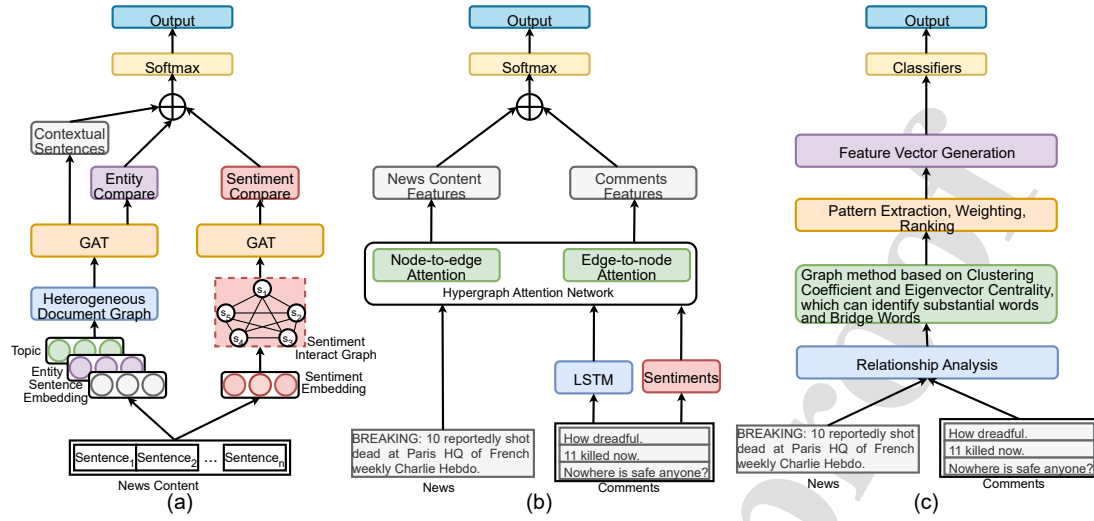 Output
Softmax
Contextual
Sentences
Entity
Compare
Sentiment
Compare
GAT
GAT
Heterogeneous
Document Graph
S1
S2
S3
S4
S5
Sentiment
Interact Graph
Topic
Entity
Sentence
Embedding
Sentiment
Embedding
Sentence1 Sentence2 ... Sentencen
News Content
(a)
Output
Softmax
News Content
Features
Comments
Features
Node-to-edge
Attention
Edge-to-node
Attention
Hypergraph Attention Network
LSTM
Sentiments
BREAKING: 10 reportedly shot
dead at Paris HQ of French
weekly Charlie Hebdo.
News
How dreadful.
11 killed now.
Nowhere is safe anyone?
Comments
(b)
Output
Classifiers
Feature Vector Generation
Pattern Extraction, Weighting,
Ranking
Graph method based on Clustering
Coefficient and Eigenvector Centrality,
which can identify substantial words
and Bridge Words
Relationship Analysis
BREAKING: 10 reportedly shot
dead at Paris HQ of French
weekly Charlie Hebdo.
News
How dreadful.
11 killed now.
Nowhere is safe anyone?
Comments
(c)